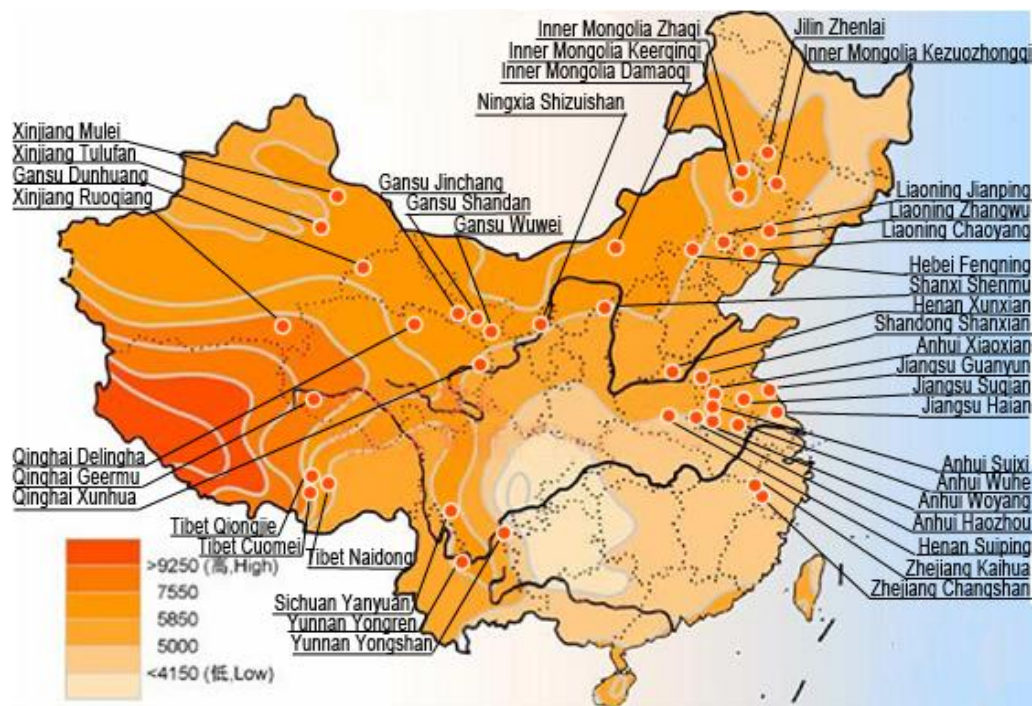 Inner Mongolia Zhaqi
Inner Mongolia Keerqinqi
Inner Mongolia Damaoqi
Ningxia Shizuishan
Jilin Zhenlai
Inner Mongolia Kezuozhongqi
Xinjiang Mulei
Xinjiang Tulufan
Gansu Dunhuang
Xinjiang Ruoqiang
Gansu Jinchang
Gansu Shandan
Gansu Wuwei
Liaoning Jianping
Liaoning Zhangwu
Liaoning Chaoyang
Hebei Fengning
Shanxi Shenmu
Henan Xunxian
Shandong Shanxian
Anhui Xiaoxian
Jiangsu Guanyun
Jiangsu Suqian
Jiangsu Haian
Qinghai Delingha
Qinghai Geermu
Qinghai Xunhua
Tibet Qiongjie
Tibet Cuomei
Tibet Naidong
Anhui Suixi
Anhui Wuhe
Anhui Woyang
Anhui Haozhou
Henan Suiping
Zhejiang Kaihua
Zhejiang Changshan
Sichuan Yanyuan
Yunnan Yongren
Yunnan Yongshan
>9250 (高,High)
7550
5850
5000
<4150 (低,Low)